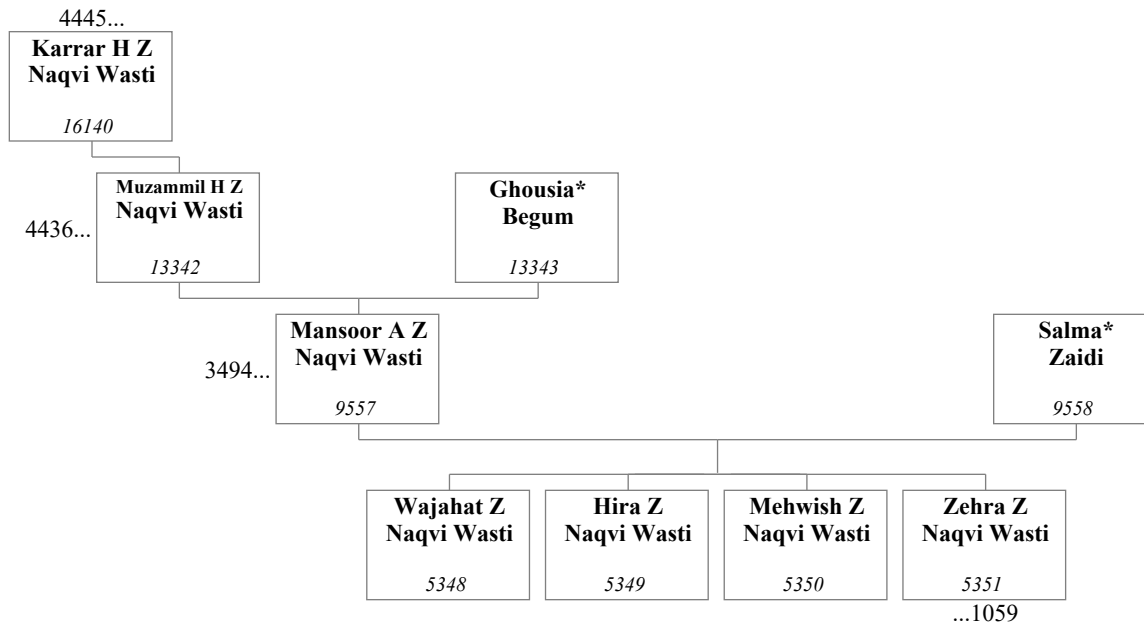 4445...
Karrar H Z
Naqvi Wasti
16140
Muzammil H Z
Naqvi Wasti
4436...
13342
Ghousia*
Begum
13343
Mansoor A Z
Naqvi Wasti
3494...
9557
Salma*
Zaidi
9558
Wajahat Z
Naqvi Wasti
5348
Hira Z
Naqvi Wasti
5349
Mehwish Z
Naqvi Wasti
5350
Zehra Z
Naqvi Wasti
5351
...1059